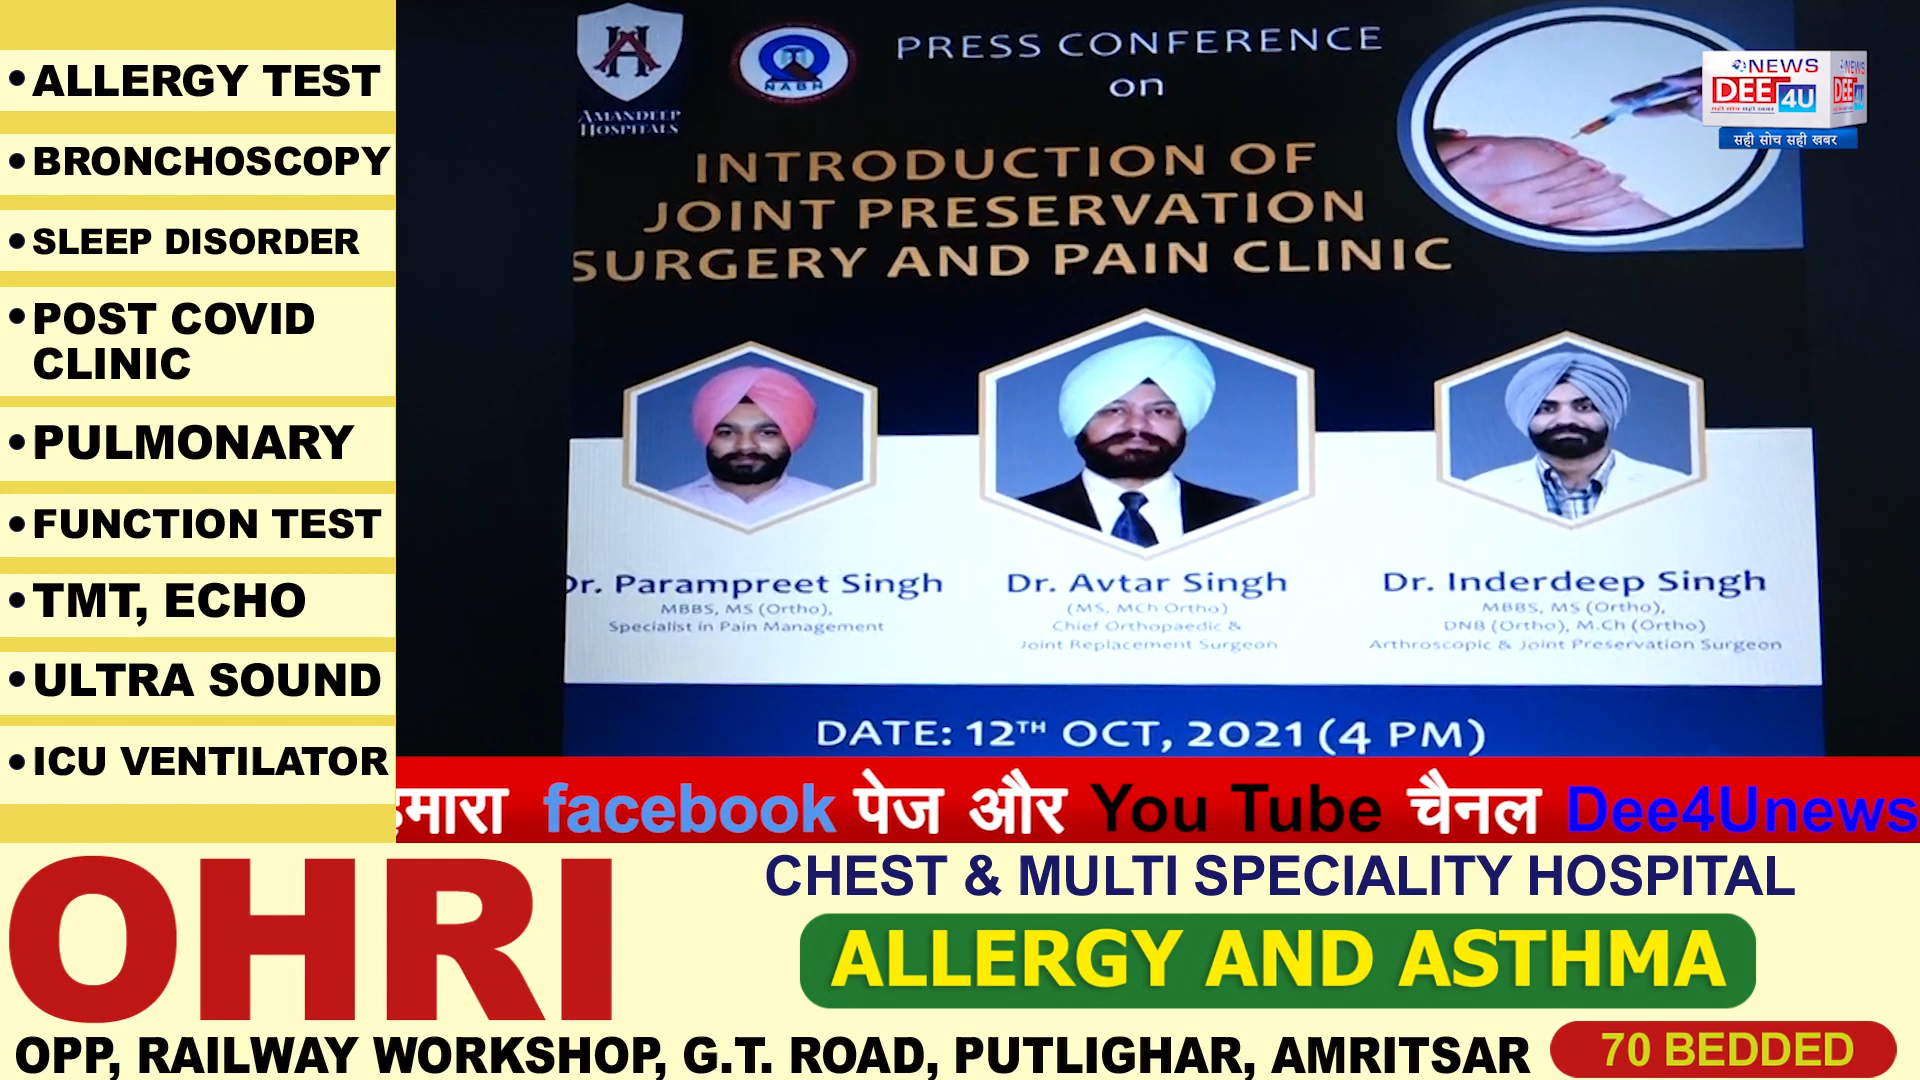 • ALLERGY TEST
• BRONCHOSCOPY
• SLEEP DISORDER
• POST COVID
CLINIC
• PULMONARY
• FUNCTION TEST
• TMT, ECHO
• ULTRA SOUND
• ICU VENTILATOR
AMANDEEP
HOSPITALS
NABH
PRESS CONFERENCE
on
INTRODUCTION OF
JOINT PRESERVATION
SURGERY AND PAIN CLINIC
NEWS
DEE 4U
सही सोच सही खबर
Dr. Parampreet Singh
MBBS, MS (Ortho),
Specialist in Pain Management
Dr. Avtar Singh
(MS, MCh Ortho)
Chief Orthopaedic &
Joint Replacement Surgeon
Dr. Inderdeep Singh
MBBS, MS (Ortho),
DNB (Ortho), M.Ch (Ortho)
Arthroscopic & Joint Preservation Surgeon
DATE: 12TH OCT, 2021 (4 PM)
हमारा facebook पेज और You Tube चैनल Dee4Unews
OHRI
CHEST & MULTI SPECIALITY HOSPITAL
ALLERGY AND ASTHMA
OPP, RAILWAY WORKSHOP, G.T. ROAD, PUTLIGHAR, AMRITSAR
70 BEDDED